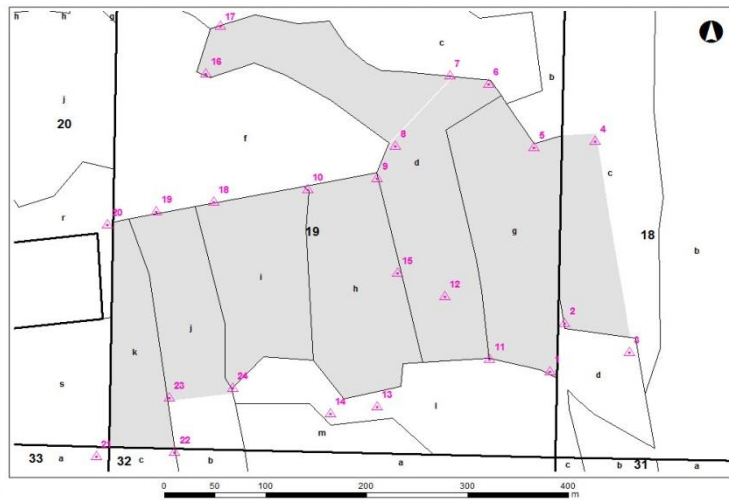 h h g 17
c
16 7 6
b
j
20
5 4
8
f
c
d
9
10
18
19
r 20
19 18
g b
i
15
h
12
j
2
k
11
3
1
24
s 23
d
14 13 l
m
21 22
33 a 32 c b a c b 31 a
0 50 100 200 300 400
m